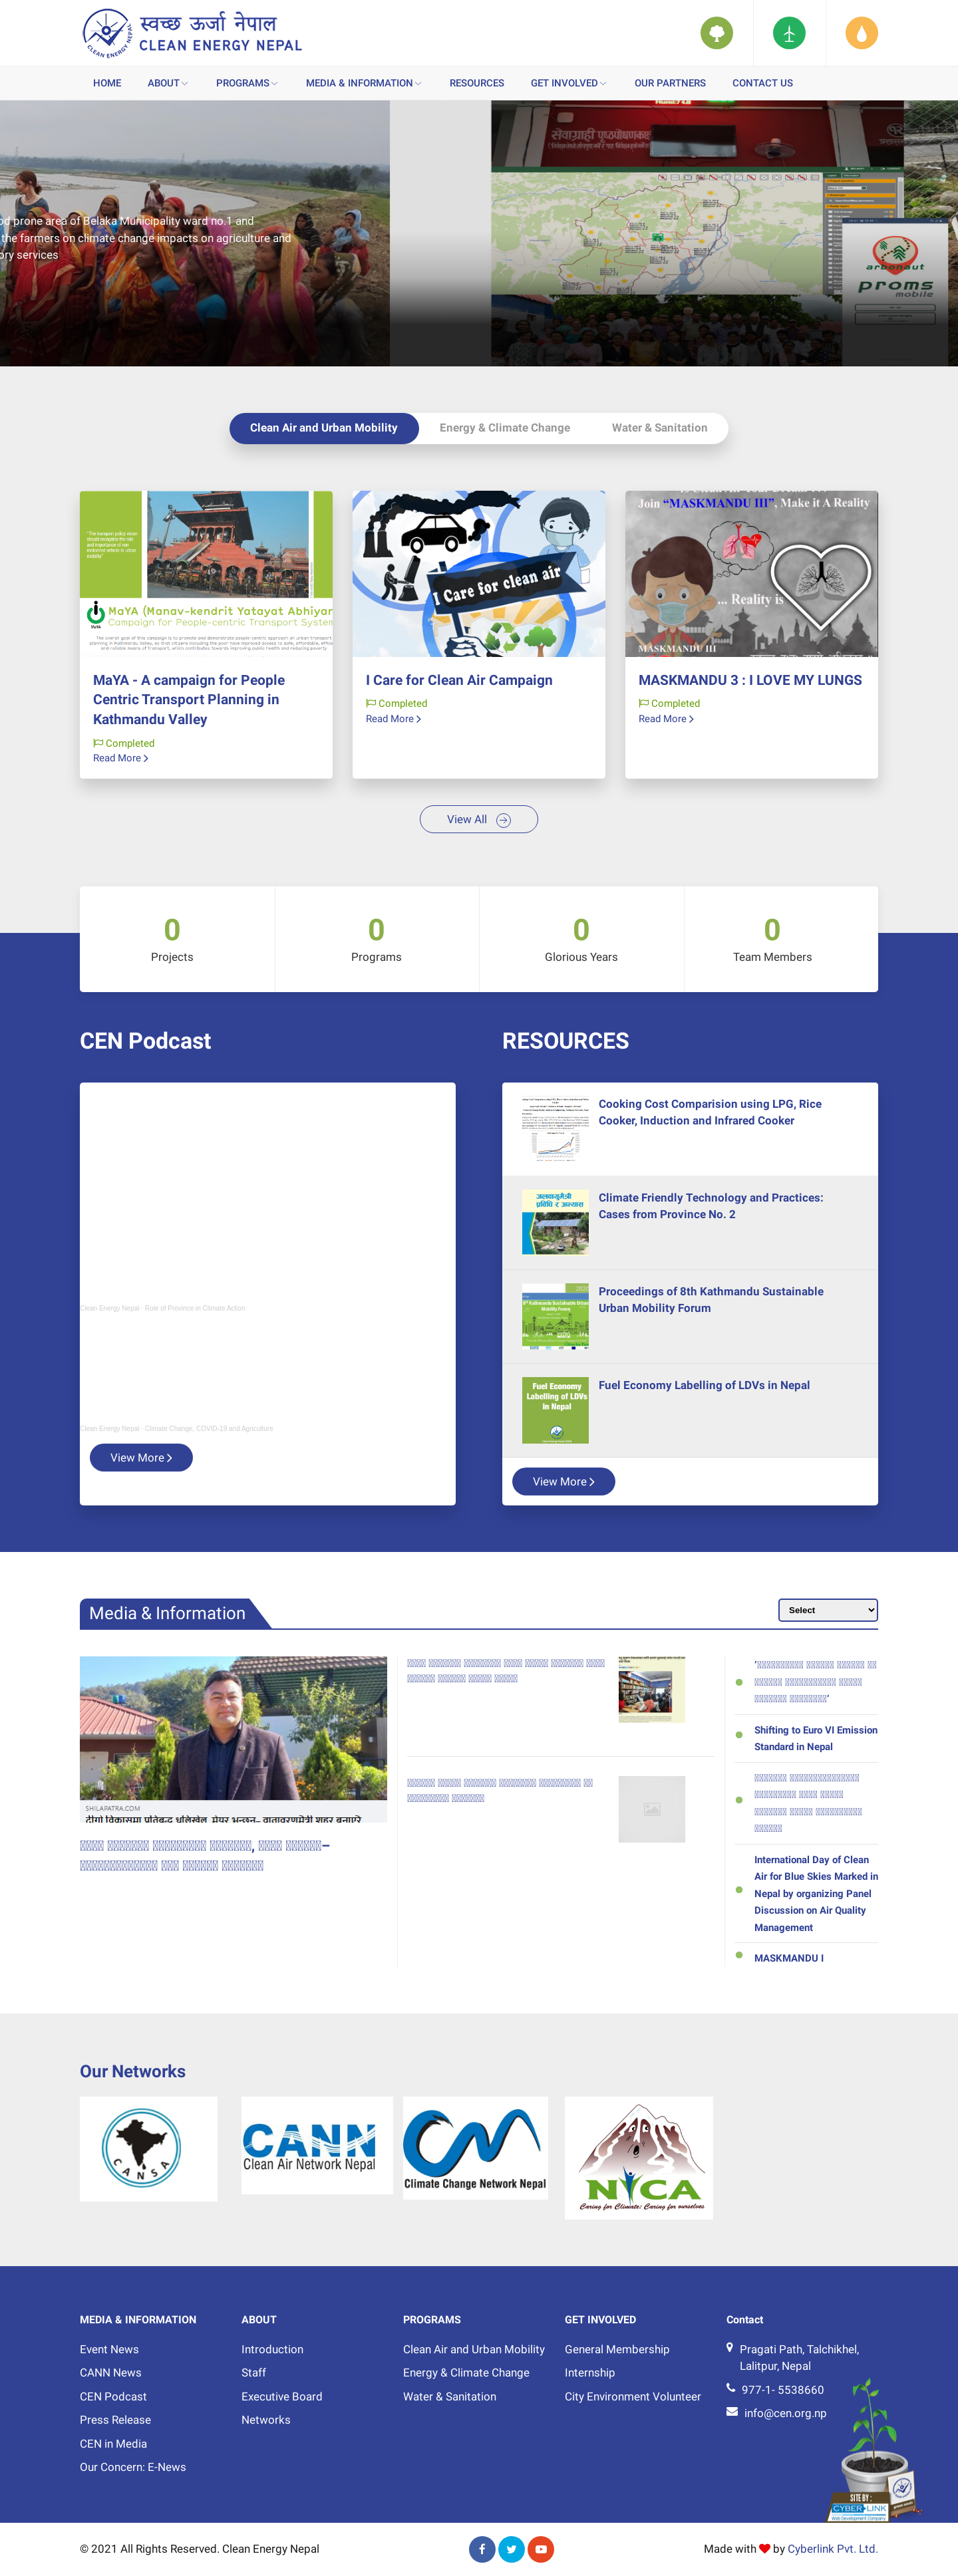 स्वच्छ ऊर्जा नेपाल
CLEAN ENERGY NEPAL
HOME
ABOUT
PROGRAMS
MEDIA & INFORMATION
RESOURCES
GET INVOLVED
OUR PARTNERS
CONTACT US
od prone area of Belaka Municipality ward no.1 and
the farmers on climate change impacts on agriculture and
ory services
arbonaut
proms
mobile
Clean Air and Urban Mobility
Energy & Climate Change
Water & Sanitation
MaYA (Manav-kendrit Yatayat Abhiyan
Campaign for People-centric Transport System
I Care for clean air
Join “MASKMANDU III”, Make it A Reality
... Reality is
MASKMANDU III
MaYA - A campaign for People
Centric Transport Planning in
Kathmandu Valley
Completed
Read More
I Care for Clean Air Campaign
Completed
Read More
MASKMANDU 3 : I LOVE MY LUNGS
Completed
Read More
View All
0
Projects
0
Programs
0
Glorious Years
0
Team Members
CEN Podcast
Clean Energy Nepal · Role of Province in Climate Action
Clean Energy Nepal · Climate Change, COVID-19 and Agriculture
View More
RESOURCES
Cooking Cost Comparision using LPG, Rice
Cooker, Induction and Infrared Cooker
Climate Friendly Technology and Practices:
Cases from Province No. 2
Proceedings of 8th Kathmandu Sustainable
Urban Mobility Forum
Fuel Economy
Labelling of LDVs
in Nepal
Fuel Economy Labelling of LDVs in Nepal
View More
Media & Information
Select
SHILAPATRA.COM
Shifting to Euro VI Emission
Standard in Nepal
International Day of Clean
Air for Blue Skies Marked in
Nepal by organizing Panel
Discussion on Air Quality
Management
MASKMANDU I
Our Networks
CANSA
CANN
Clean Air Network Nepal
Climate Change Network Nepal
NYCA
Caring for Climate: Caring for ourselves
MEDIA & INFORMATION
Event News
CANN News
CEN Podcast
Press Release
CEN in Media
Our Concern: E-News
ABOUT
Introduction
Staff
Executive Board
Networks
PROGRAMS
Clean Air and Urban Mobility
Energy & Climate Change
Water & Sanitation
GET INVOLVED
General Membership
Internship
City Environment Volunteer
Contact
Pragati Path, Talchikhel,
Lalitpur, Nepal
977-1- 5538660
info@cen.org.np
SITE BY :
CYBER LINK
© 2021 All Rights Reserved. Clean Energy Nepal
Made with by Cyberlink Pvt. Ltd.